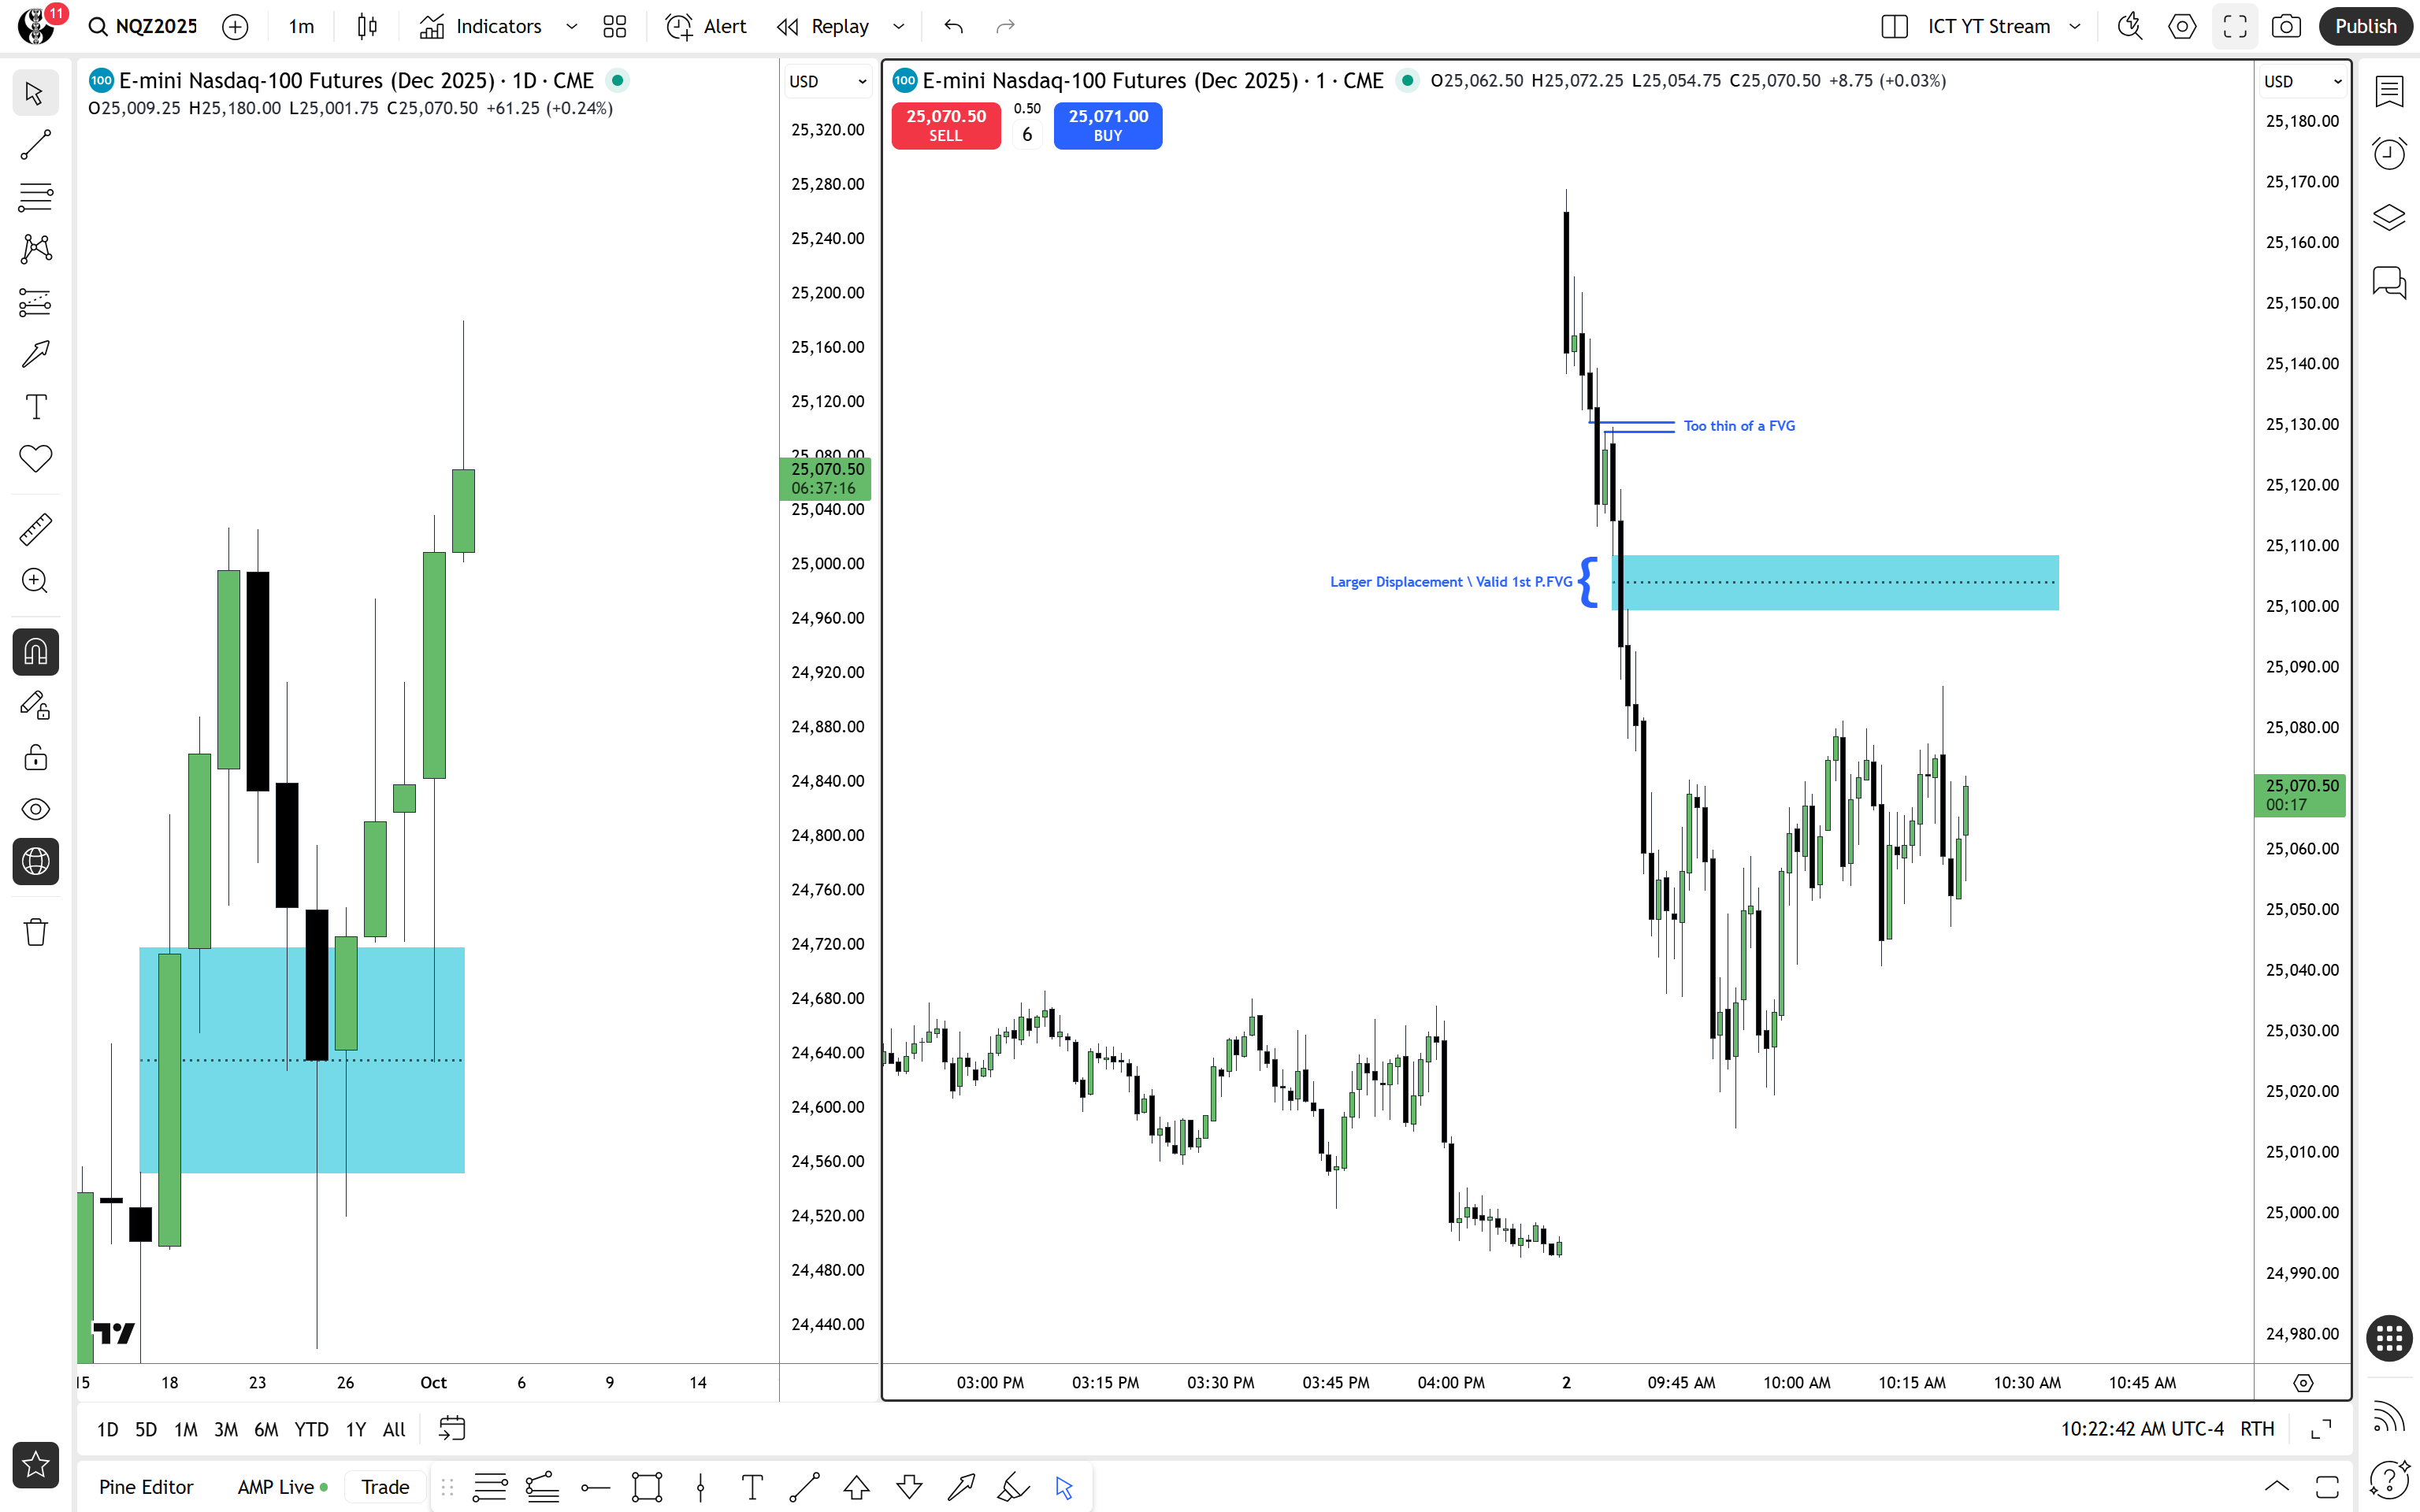 11
NQZ2025
1m
Indicators
Alert
Replay
ICT YT Stream
Publish
100 E-mini Nasdaq-100 Futures (Dec 2025) · 1D · CME
O25,009.25 H25,180.00 L25,001.75 C25,070.50 +61.25 (+0.24%)
USD
25,320.00
25,280.00
25,240.00
25,200.00
25,160.00
25,120.00
25,080.00
25,070.50
06:37:16
25,040.00
25,000.00
24,960.00
24,920.00
24,880.00
24,840.00
24,800.00
24,760.00
24,720.00
24,680.00
24,640.00
24,600.00
24,560.00
24,520.00
24,480.00
24,440.00
15 18 23 26 Oct 6 9 14
100 E-mini Nasdaq-100 Futures (Dec 2025) · 1 · CME O25,062.50 H25,072.25 L25,054.75 C25,070.50 +8.75 (+0.03%)
25,070.50
SELL
0.50
6
25,071.00
BUY
Too thin of a FVG
Larger Displacement \ Valid 1st P.FVG
USD
25,180.00
25,170.00
25,160.00
25,150.00
25,140.00
25,130.00
25,120.00
25,110.00
25,100.00
25,090.00
25,080.00
25,070.50
00:17
25,060.00
25,050.00
25,040.00
25,030.00
25,020.00
25,010.00
25,000.00
24,990.00
24,980.00
03:00 PM 03:15 PM 03:30 PM 03:45 PM 04:00 PM 2 09:45 AM 10:00 AM 10:15 AM 10:30 AM 10:45 AM
1D 5D 1M 3M 6M YTD 1Y All
10:22:42 AM UTC-4 RTH
Pine Editor
AMP Live
Trade